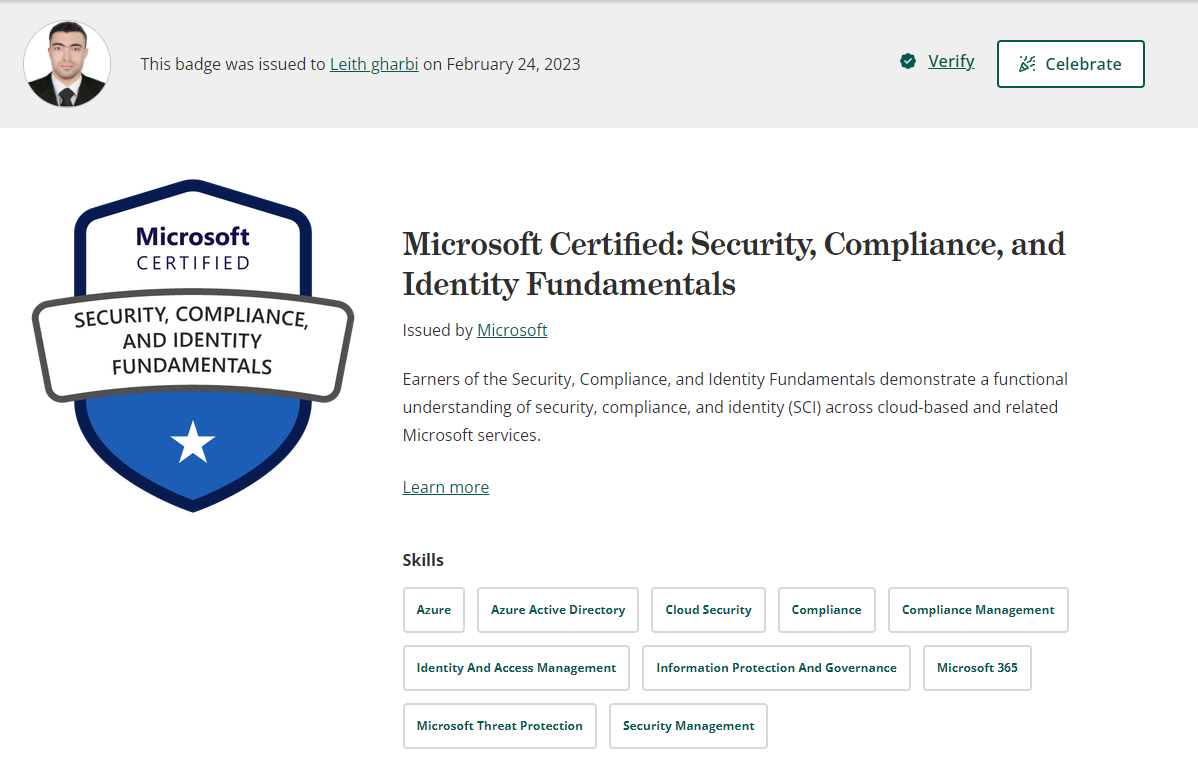 This badge was issued to Leith gharbi on February 24, 2023
Verify
Celebrate
Microsoft
CERTIFIED
SECURITY, COMPLIANCE,
AND IDENTITY
FUNDAMENTALS
Microsoft Certified: Security, Compliance, and
Identity Fundamentals
Issued by Microsoft
Earners of the Security, Compliance, and Identity Fundamentals demonstrate a functional
understanding of security, compliance, and identity (SCI) across cloud-based and related
Microsoft services.
Learn more
Skills
Azure
Azure Active Directory
Cloud Security
Compliance
Compliance Management
Identity And Access Management
Information Protection And Governance
Microsoft 365
Microsoft Threat Protection
Security Management